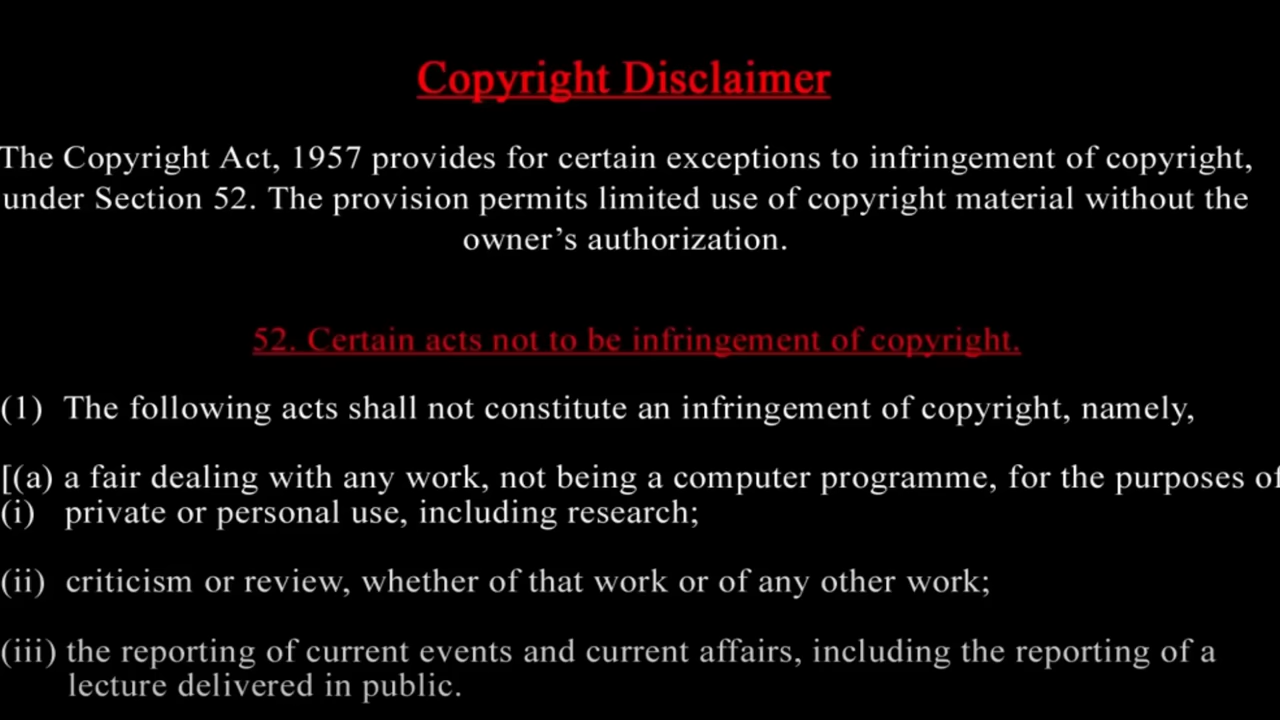 Copyright Disclaimer
The Copyright Act, 1957 provides for certain exceptions to infringement of copyright,
under Section 52. The provision permits limited use of copyright material without the
owner’s authorization.
52. Certain acts not to be infringement of copyright.
(1) The following acts shall not constitute an infringement of copyright, namely,
[(a) a fair dealing with any work, not being a computer programme, for the purposes of
(i) private or personal use, including research;
(ii) criticism or review, whether of that work or of any other work;
(iii) the reporting of current events and current affairs, including the reporting of a
lecture delivered in public.